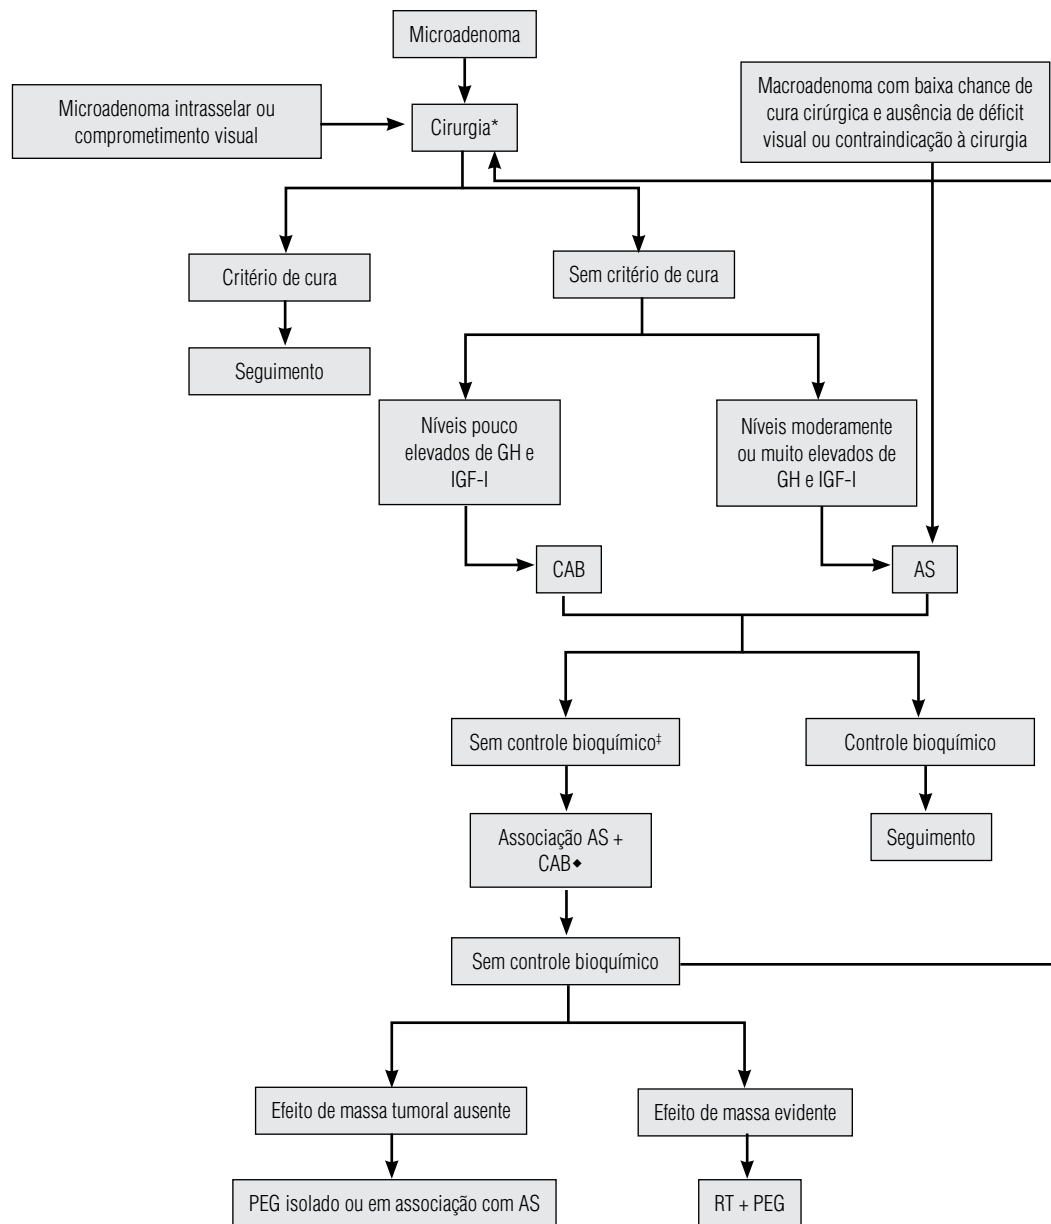 Microadenoma
Microadenoma intrasselar ou
comprometimento visual
Cirurgia*
Macroadenoma com baixa chance de
cura cirúrgica e ausência de déficit
visual ou contraindicação à cirurgia
Critério de cura
Sem critério de cura
Seguimento
Níveis pouco
elevados de GH e
IGF-I
Níveis moderamente
ou muito elevados de
GH e IGF-I
CAB
AS
Sem controle bioquímico‡
Controle bioquímico
Associação AS +
CAB◆
Seguimento
Sem controle bioquímico
Efeito de massa tumoral ausente
Efeito de massa evidente
PEG isolado ou em associação com AS
RT + PEG